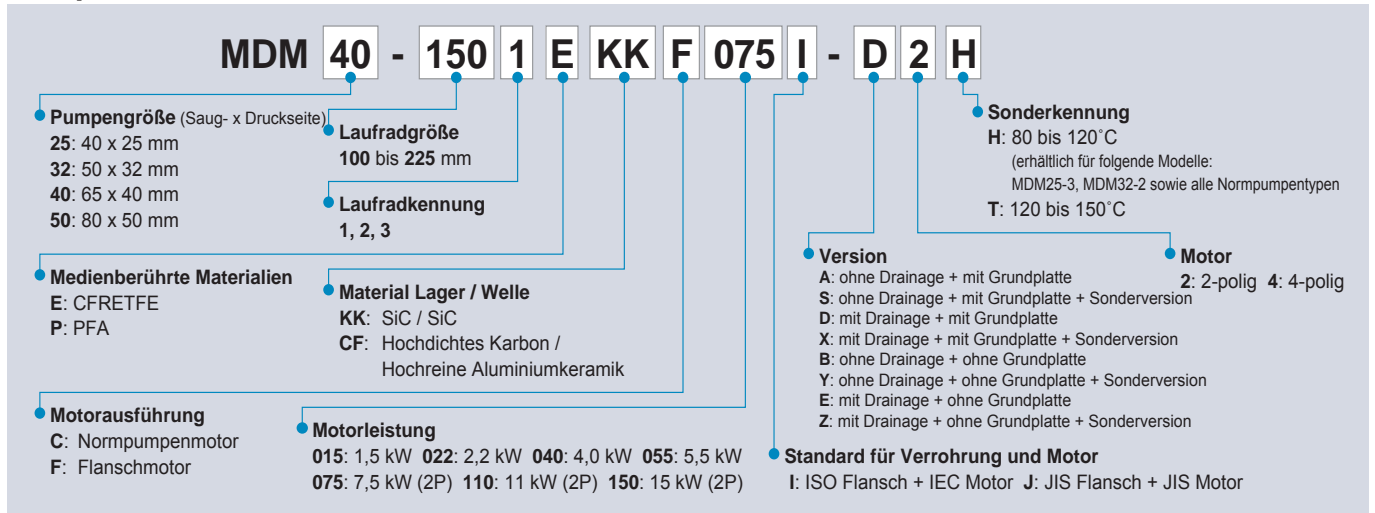 MDM 40 - 150 1 E KK F 075 I - D 2 H
Pumpengröße (Saug- x Druckseite)
25: 40 x 25 mm
32: 50 x 32 mm
40: 65 x 40 mm
50: 80 x 50 mm
Laufradgröße
100 bis 225 mm
Laufradkennung
1, 2, 3
Sonderkennung
H: 80 bis 120˚C
(erhältlich für folgende Modelle:
MDM25-3, MDM32-2 sowie alle Normpumpentypen
T: 120 bis 150˚C
Medienberührte Materialien
E: CFRETFE
P: PFA
Material Lager / Welle
KK: SiC / SiC
CF: Hochdichtes Karbon /
Hochreine Aluminiumkeramik
Version
A: ohne Drainage + mit Grundplatte
S: ohne Drainage + mit Grundplatte + Sonderversion
D: mit Drainage + mit Grundplatte
X: mit Drainage + mit Grundplatte + Sonderversion
B: ohne Drainage + ohne Grundplatte
Y: ohne Drainage + ohne Grundplatte + Sonderversion
E: mit Drainage + ohne Grundplatte
Z: mit Drainage + ohne Grundplatte + Sonderversion
Motor
2: 2-polig 4: 4-polig
Motorausführung
C: Normpumpenmotor
F: Flanschmotor
Motorleistung
015: 1,5 kW 022: 2,2 kW 040: 4,0 kW 055: 5,5 kW
075: 7,5 kW (2P) 110: 11 kW (2P) 150: 15 kW (2P)
Standard für Verrohrung und Motor
I: ISO Flansch + IEC Motor J: JIS Flansch + JIS Motor